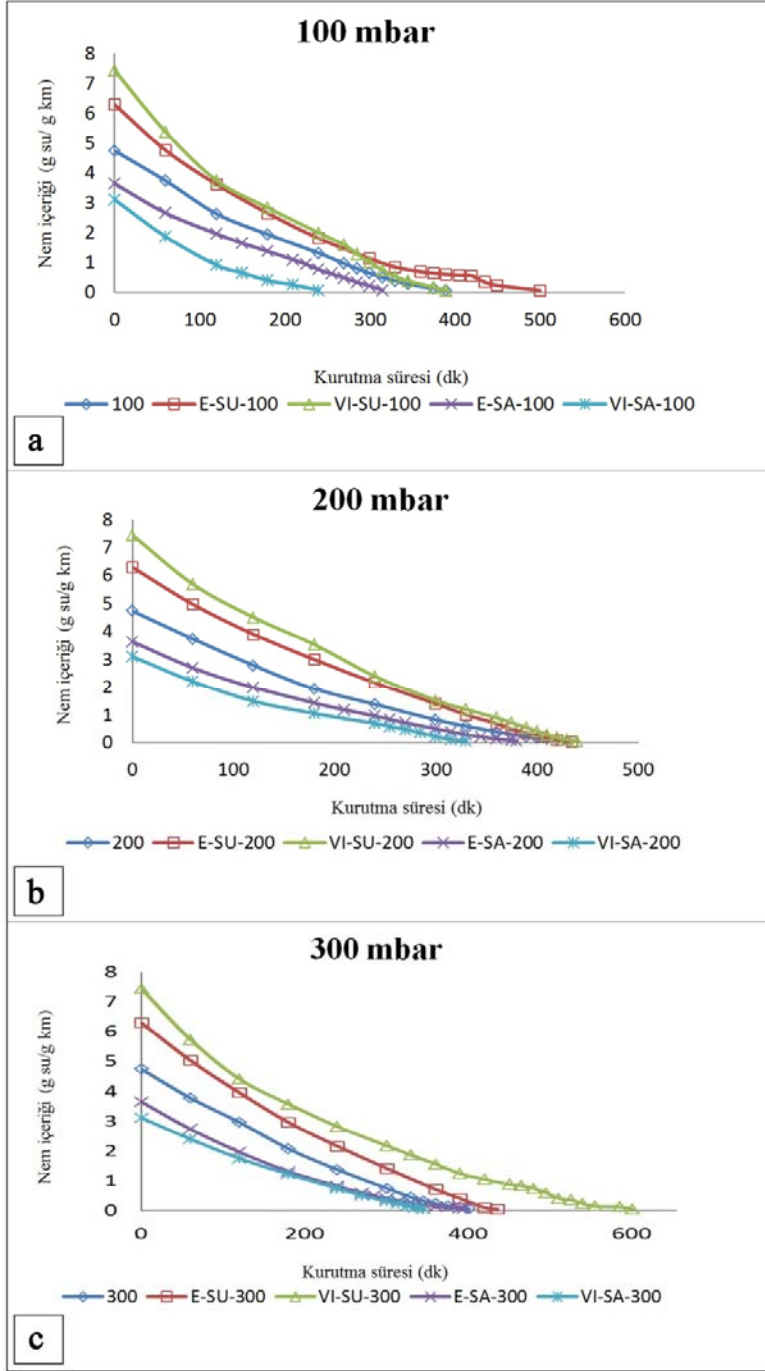 100 mbar
Nem içeriği (g su/ g km)
8
7
6
5
4
3
2
1
0
0 100 200 300 400 500 600
Kurutma süresi (dk)
100 E-SU-100 VI-SU-100 E-SA-100 VI-SA-100
a
200 mbar
Nem içeriği (g su/g km)
8
7
6
5
4
3
2
1
0
0 100 200 300 400 500
Kurutma süresi (dk)
200 E-SU-200 VI-SU-200 E-SA-200 VI-SA-200
b
300 mbar
Nem içeriği (g su/g km)
8
7
6
5
4
3
2
1
0
0 200 400 600
Kurutma süresi (dk)
300 E-SU-300 VI-SU-300 E-SA-300 VI-SA-300
c